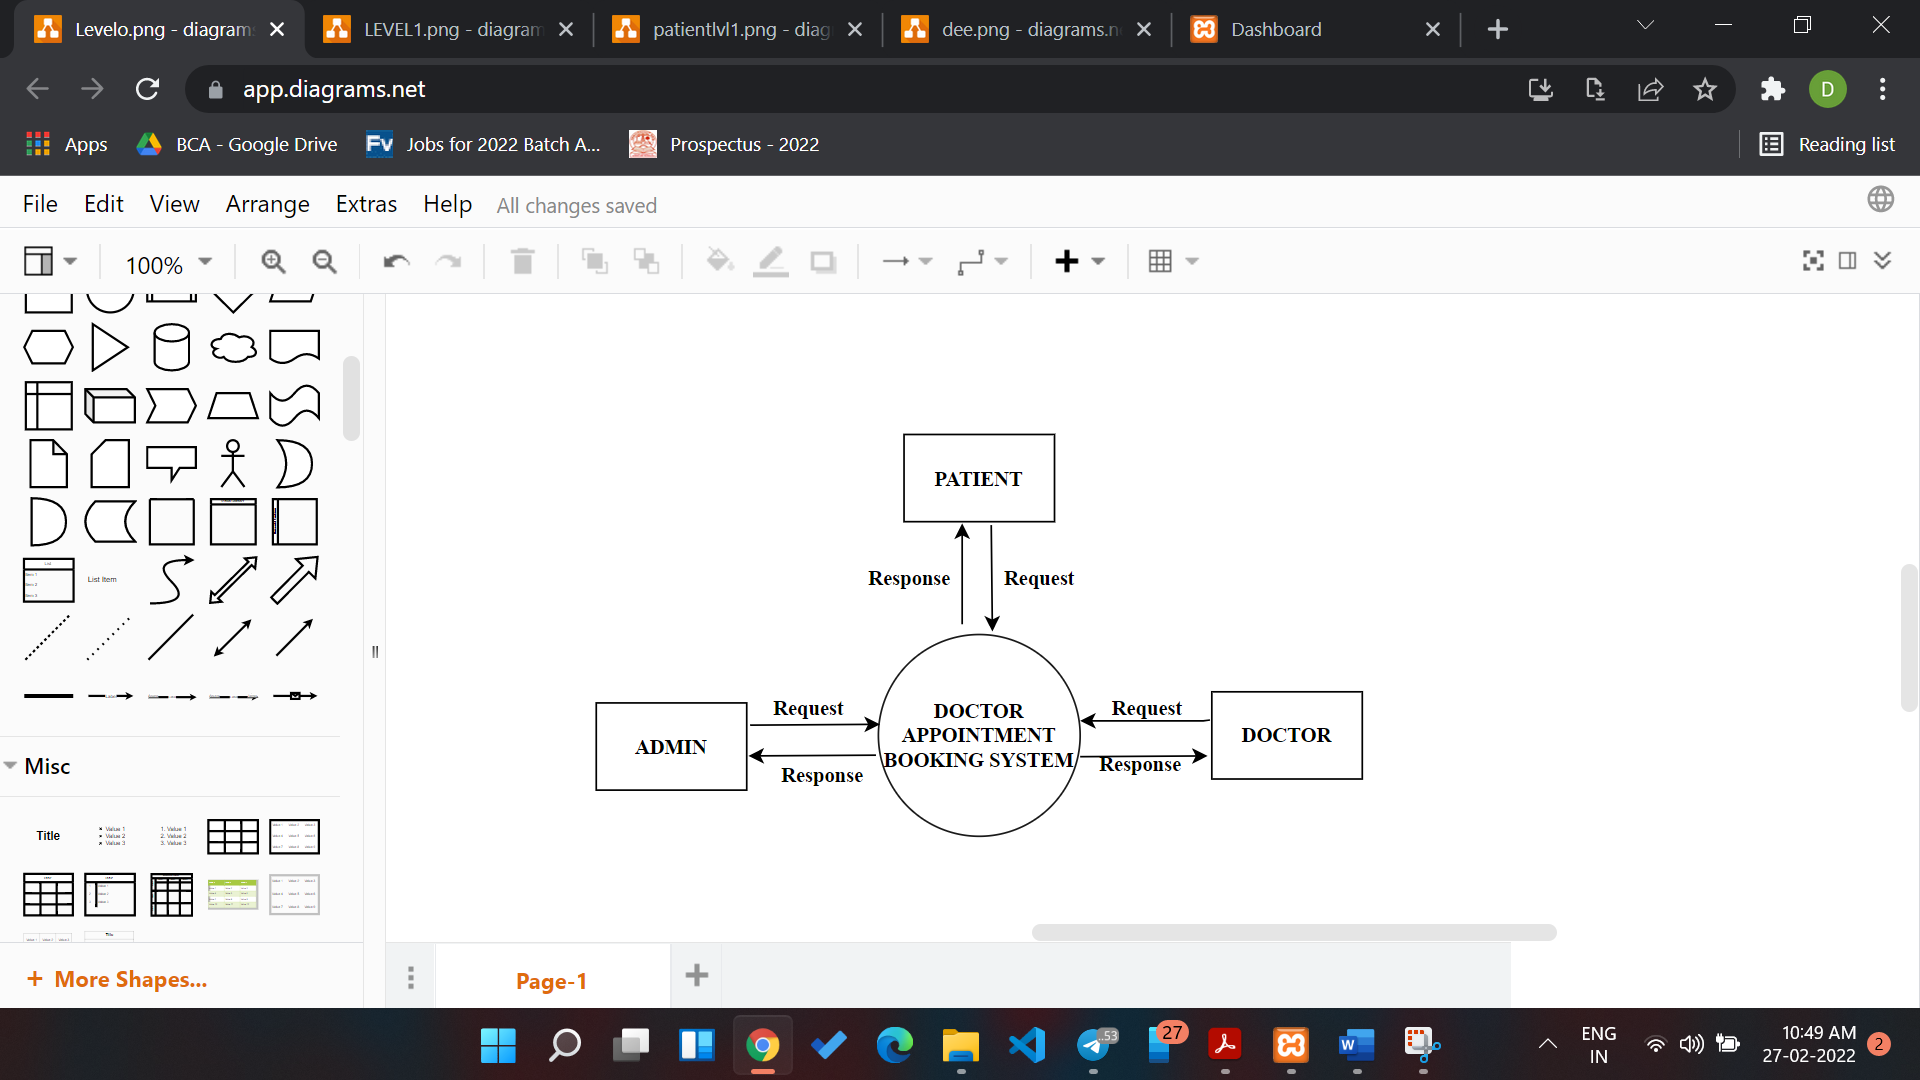 Levelo.png - diagram
LEVEL1.png - diagram
patientlvl1.png - diag
dee.png - diagrams.n
Dashboard
app.diagrams.net
D
Apps
BCA - Google Drive
Fv
Jobs for 2022 Batch A...
Prospectus - 2022
Reading list
File Edit View Arrange Extras Help All changes saved
100%
List Item
Misc
Title
Value 1
Value 2
Value 3
1. Value 1
2. Value 2
3. Value 3
+ More Shapes...
PATIENT
Response
Request
ADMIN
Request
Response
DOCTOR
APPOINTMENT
BOOKING SYSTEM
Request
Response
DOCTOR
Page-1
..53
27
W
ENG
IN
10:49 AM
27-02-2022
2